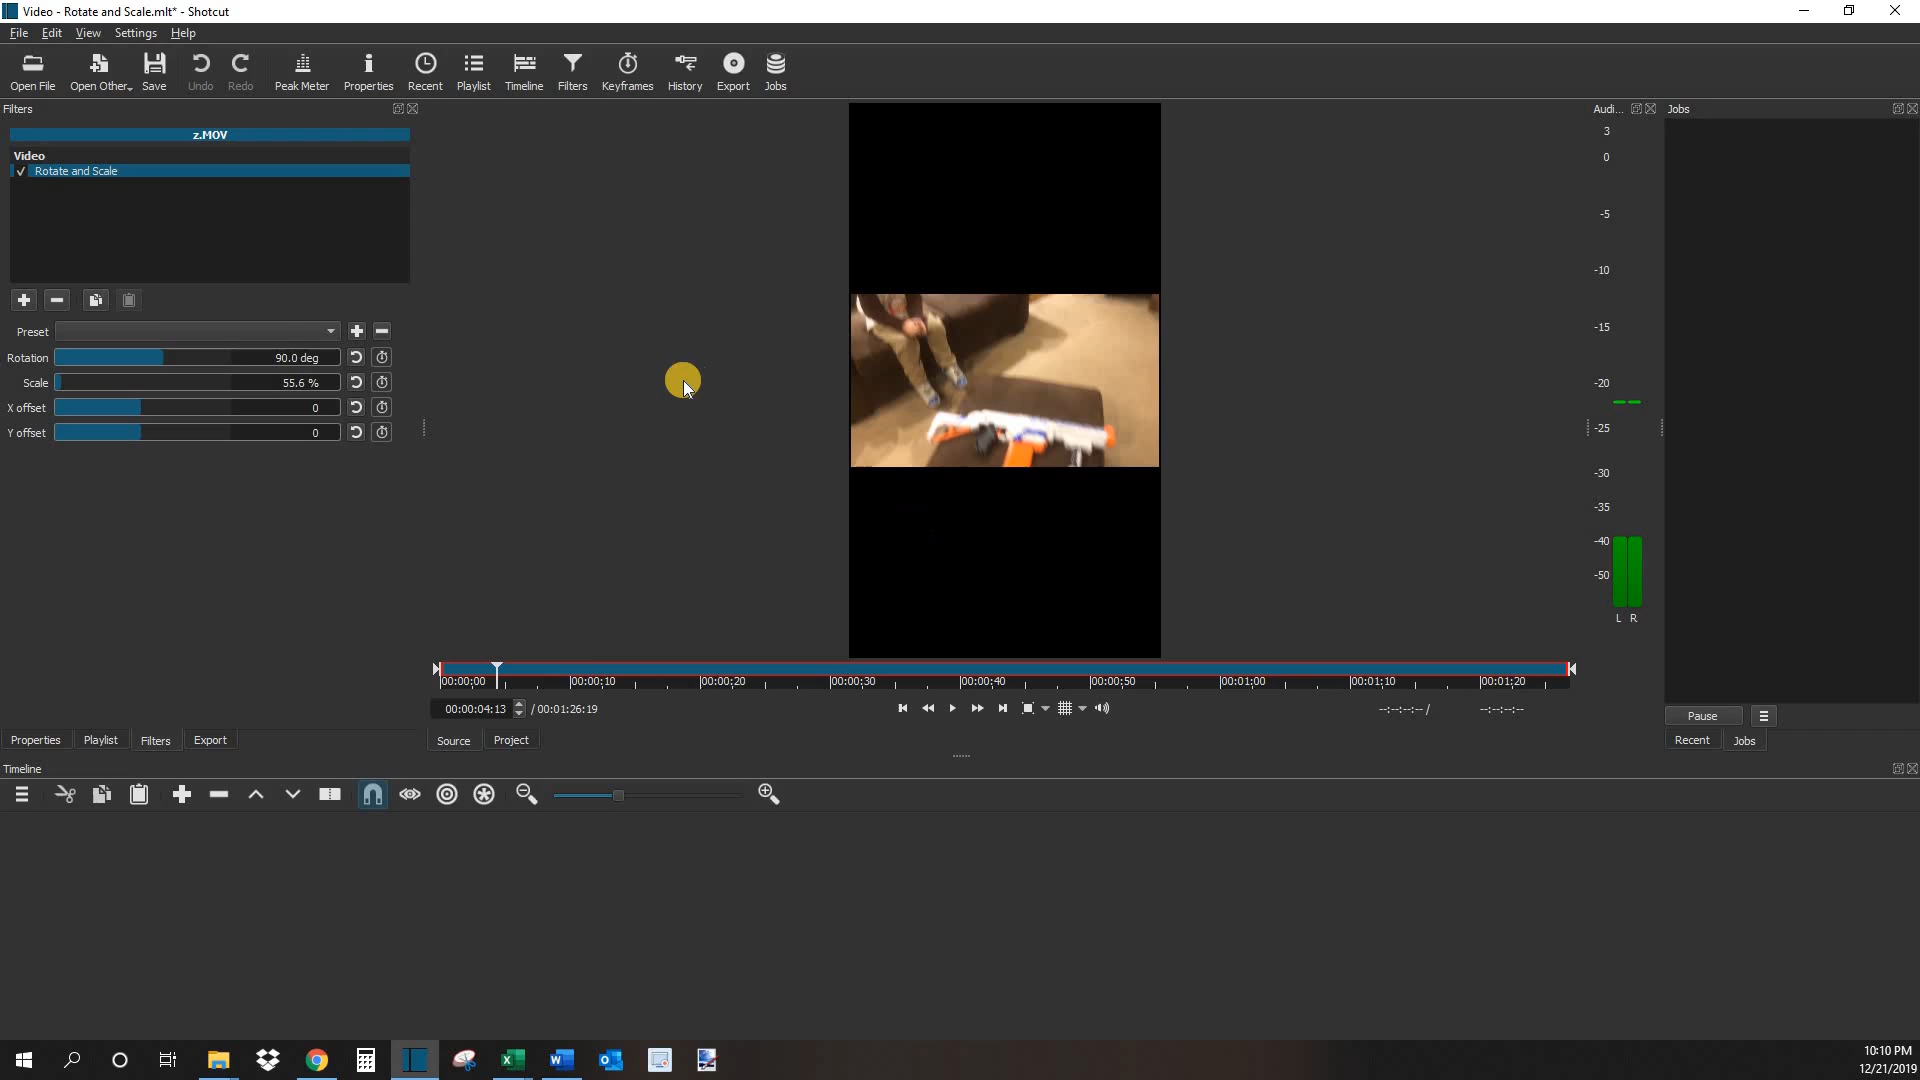 Video - Rotate and Scale.mlt* - Shotcut
File Edit View Settings Help
Open File Open Other Save Undo Redo Peak Meter Properties Recent Playlist Timeline Filters Keyframes History Export Jobs
Filters
Audi...
Jobs
z.MOV
Video
Rotate and Scale
Preset
Rotation 90.0 deg
Scale 55.6 %
X offset 0
Y offset 0
3
0
-5
-10
-15
-20
-25
-30
-35
-40
-50
L R
00:00:00 00:00:10 00:00:20 00:00:30 00:00:40 00:00:50 00:01:00 00:01:10 00:01:20
00:00:04:13 / 00:01:26:19 --:--:--:-- / --:--:--:--
Pause
Properties Playlist Filters Export Source Project Recent Jobs
Timeline
10:10 PM
12/21/2019